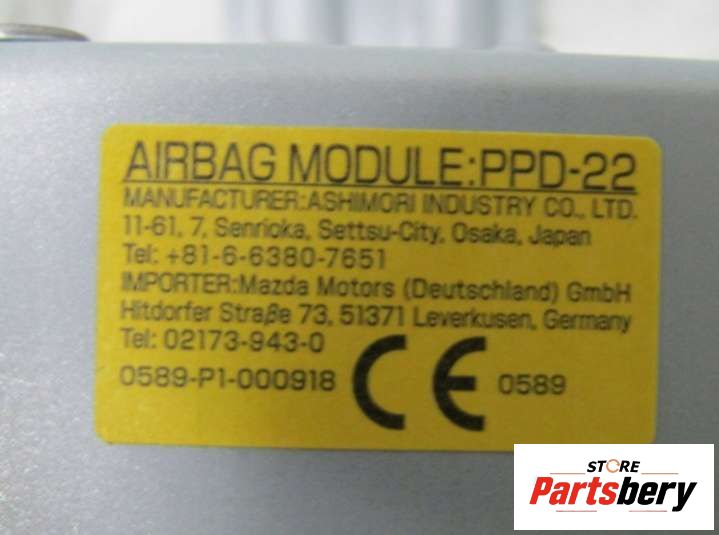 AIRBAG MODULE:PPD-22
MANUFACTURER:ASHIMORI INDUSTRY CO., LTD.
11-61, 7, Senrioka, Settsu-City, Osaka, Japan
Tel: +81-6-6380-7651
IMPORTER:Mazda Motors (Deutschland) GmbH
Hitdorfer Straße 73, 51371 Leverkusen, Germany
Tel: 02173-943-0
0589-P1-000918 CE 0589
STORE
Partsbery